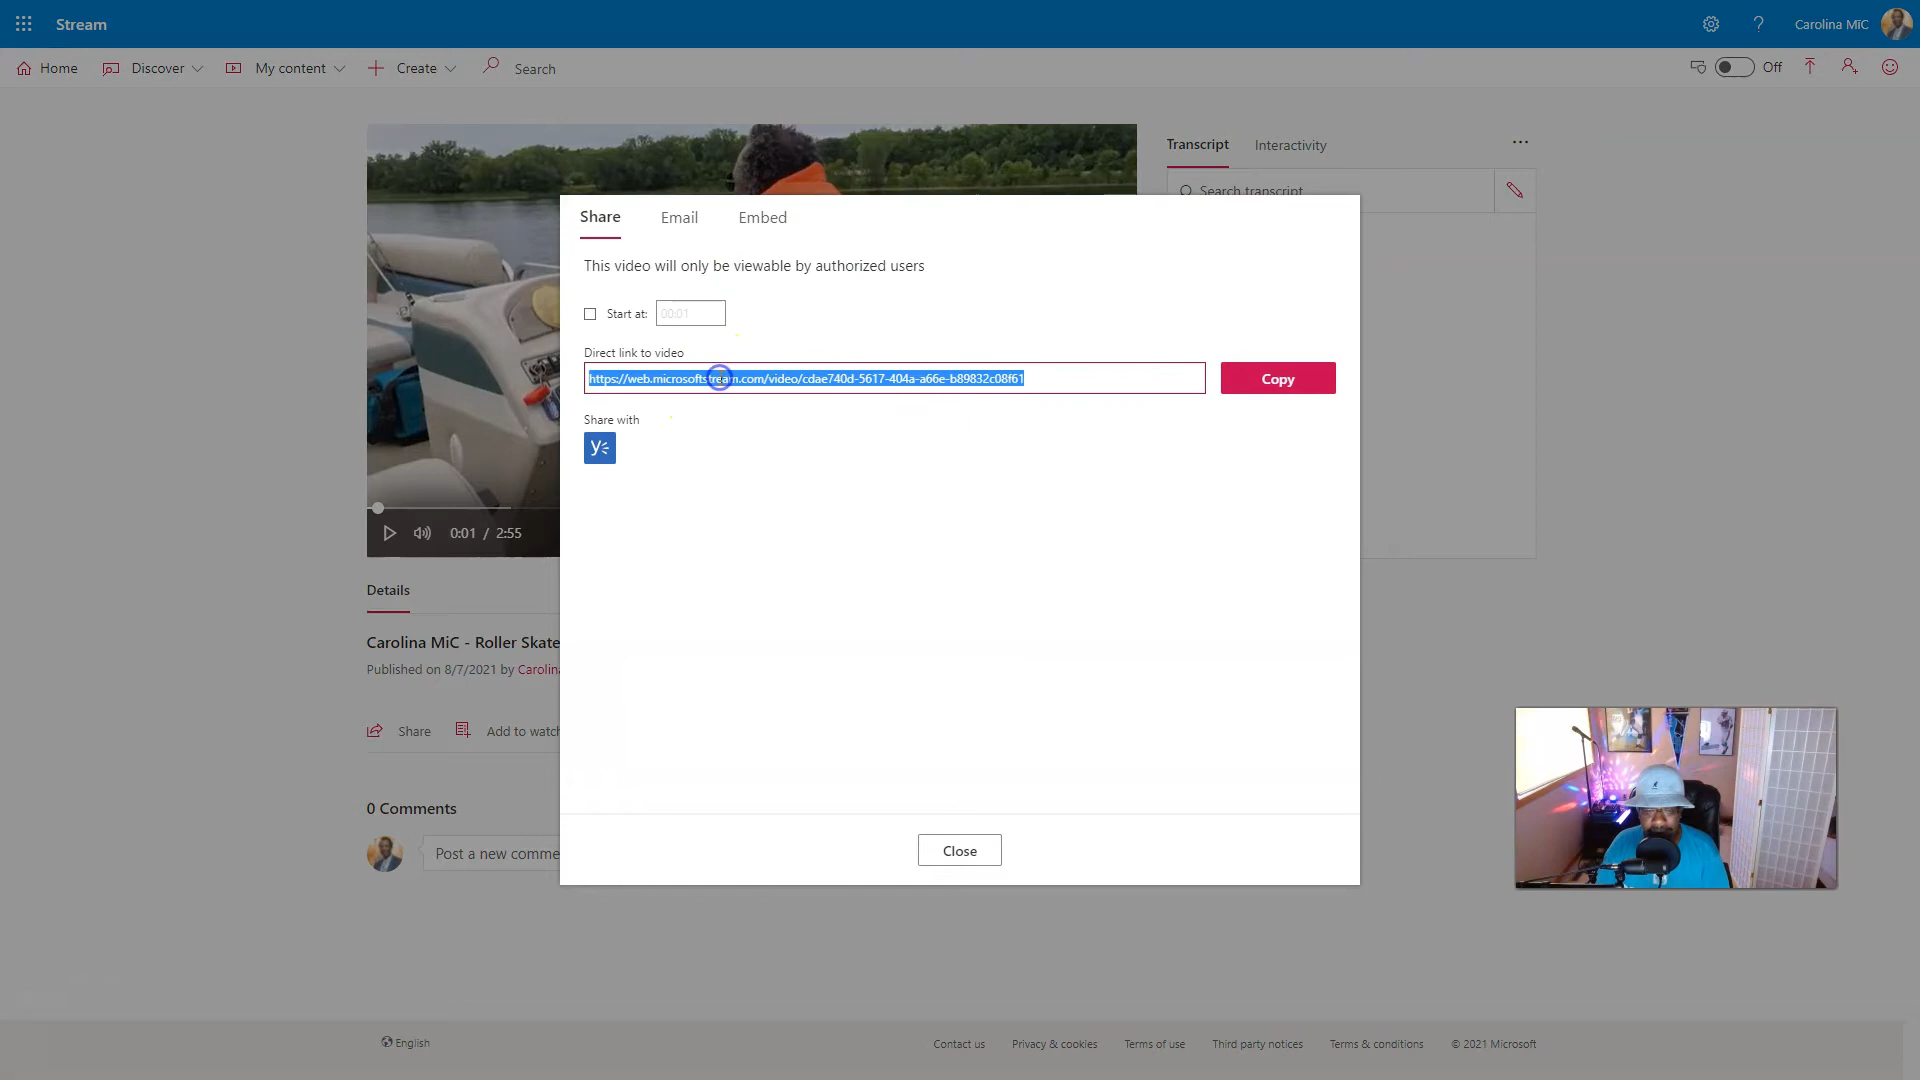 Stream
Carolina MiC
Home
Discover
My content
Create
Search
Off
Transcript
Interactivity
Search transcript
Share
Email
Embed
This video will only be viewable by authorized users
Start at:
00:01
Direct link to video
https://web.microsoftstream.com/video/cdae740d-5617-404a-a66e-b89832c08f61
Copy
Share with
0:01 / 2:55
Details
Carolina MiC - Roller Skate
Published on 8/7/2021 by Carolina
Share
Add to watch
0 Comments
Post a new comme
Close
English
Contact us
Privacy & cookies
Terms of use
Third party notices
Terms & conditions
© 2021 Microsoft